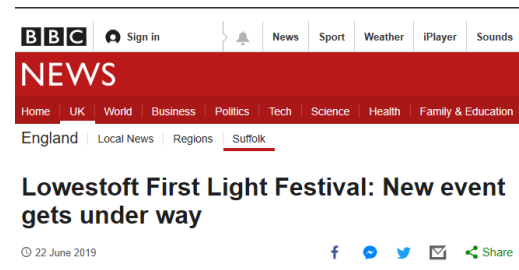 BBC Sign in News Sport Weather iPlayer Sounds
NEWS
Home UK World Business Politics Tech Science Health Family & Education
England Local News Regions Suffolk
Lowestoft First Light Festival: New event
gets under way
22 June 2019 Share